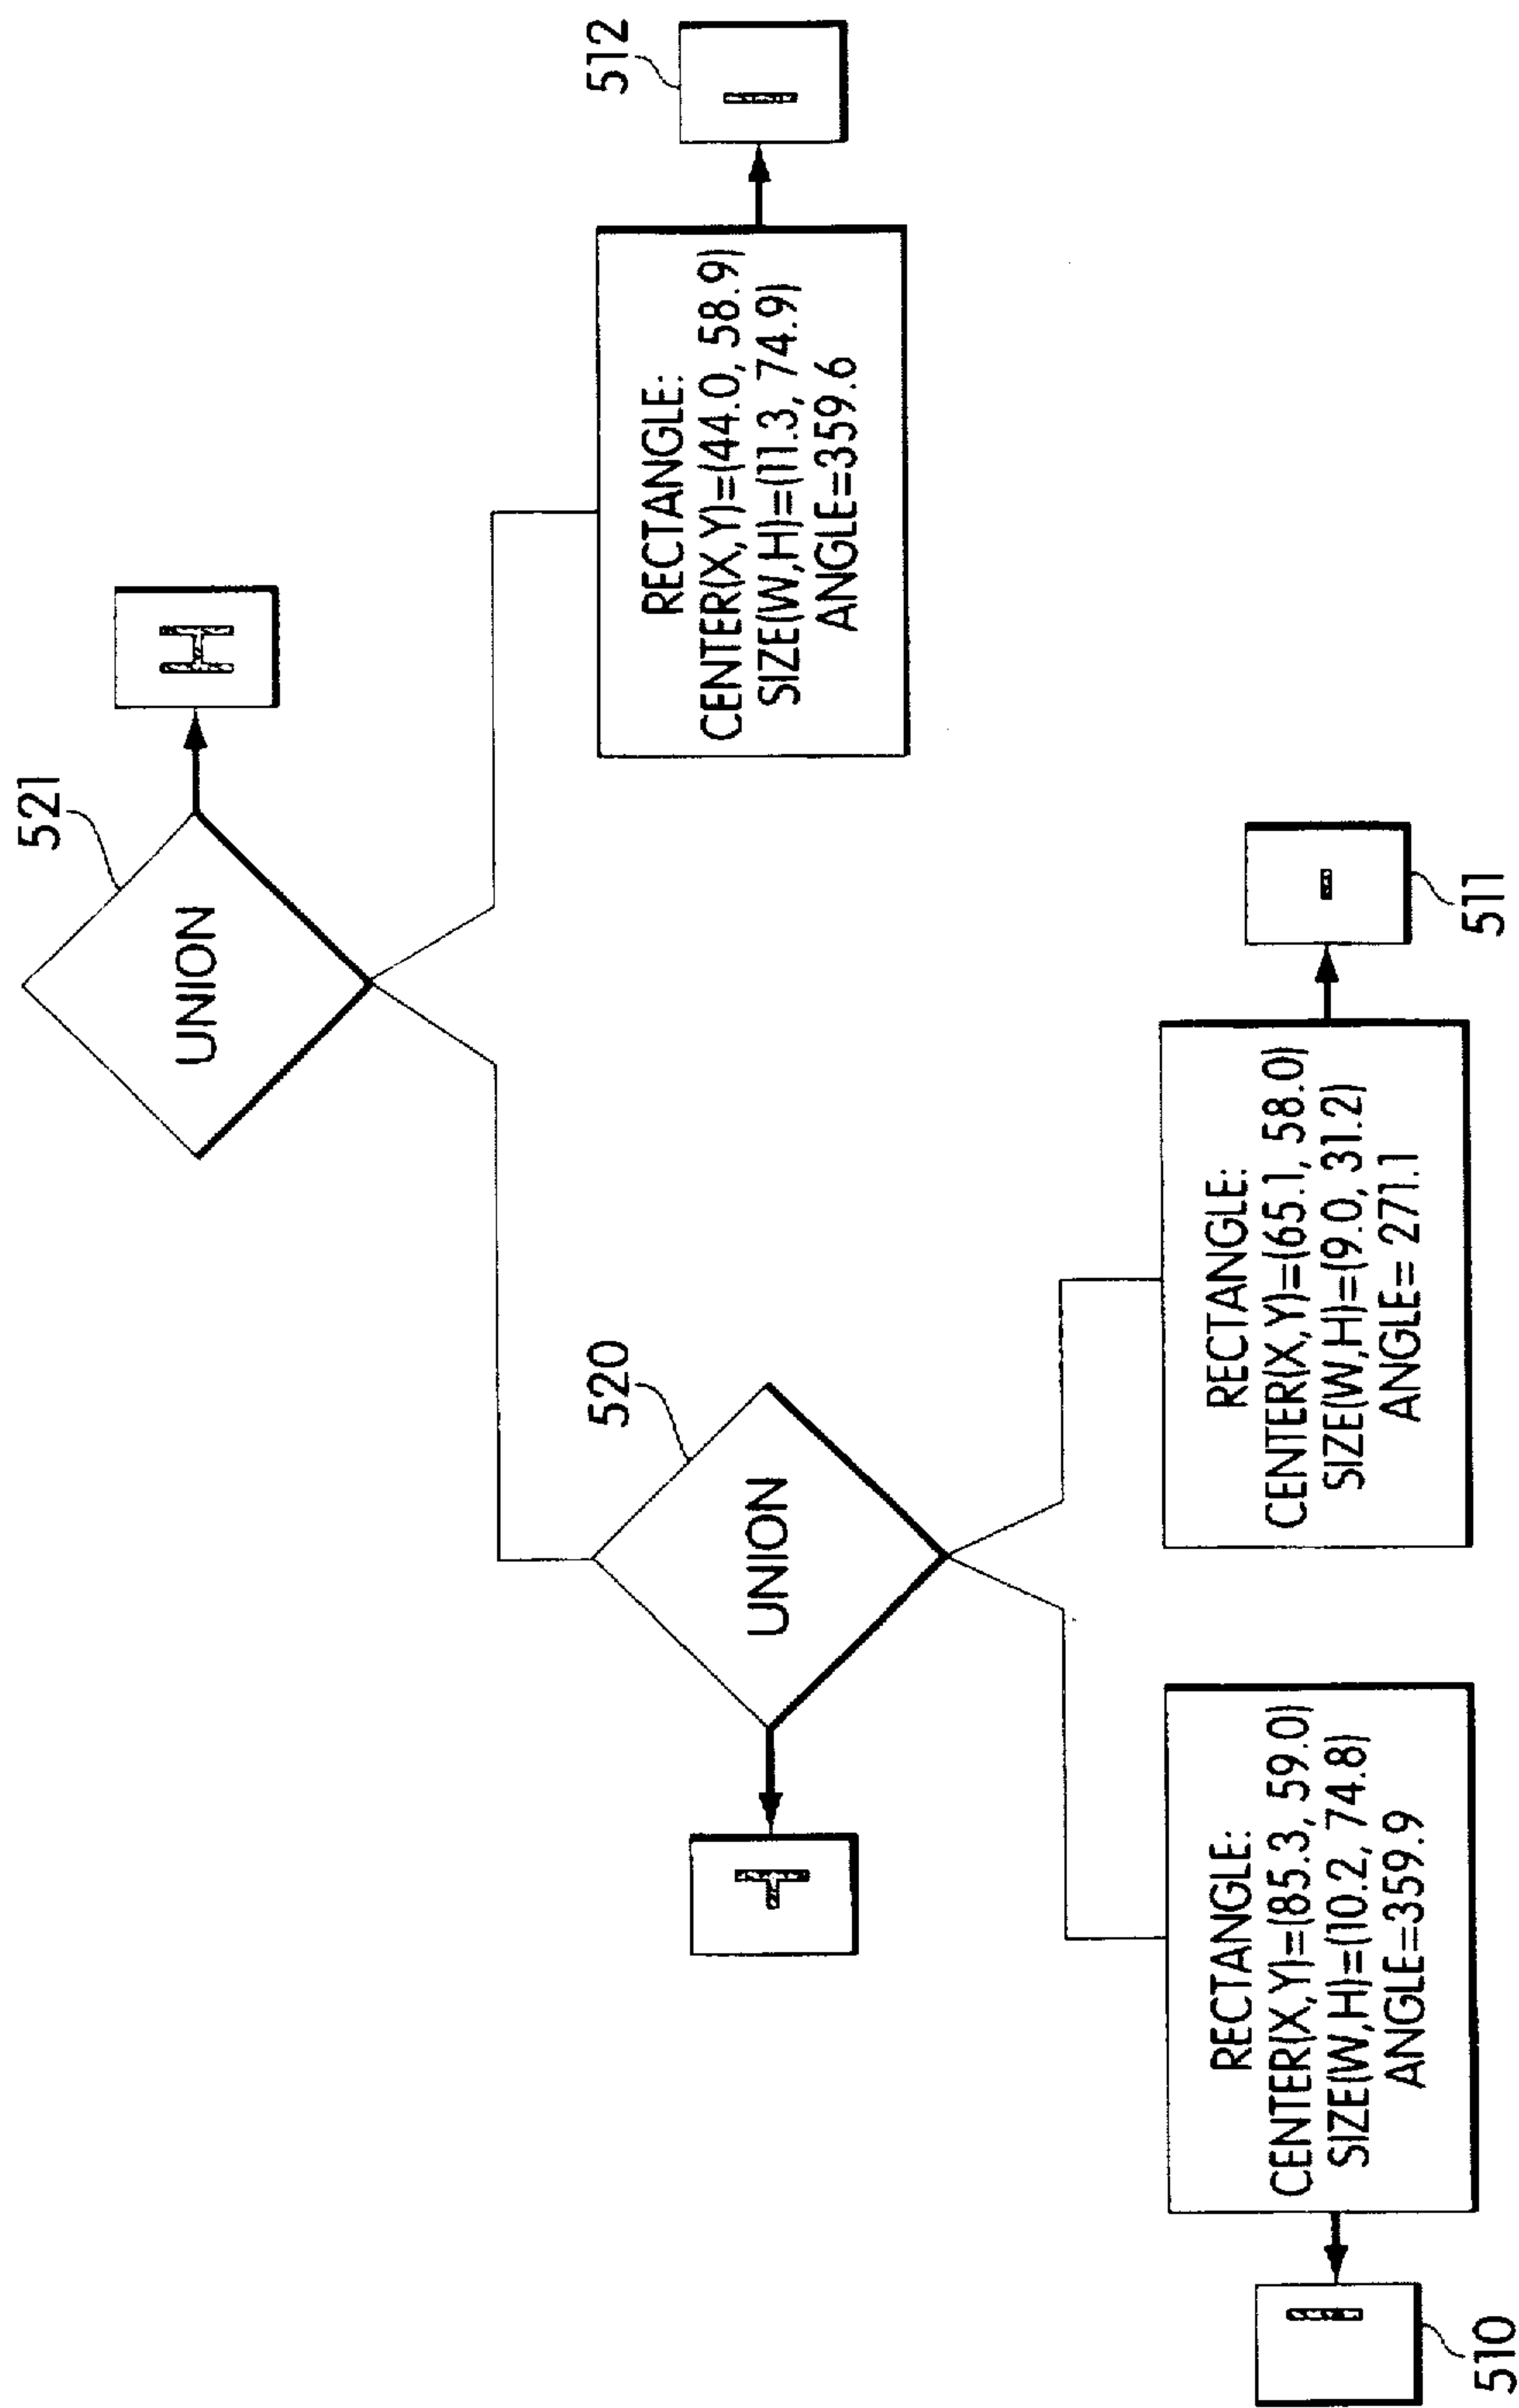 521
UNION
H
512
RECTANGLE:
CENTER(X,Y)=(44.0, 58.9)
SIZE(W,H)=(11.3, 74.9)
ANGLE=359.6
520
UNION
RECTANGLE:
CENTER(X,Y)=(85.3, 59.0)
SIZE(W,H)=(10.2, 74.8)
ANGLE=359.9
510
RECTANGLE:
CENTER(X,Y)=(65.1, 58.0)
SIZE(W,H)=(9.0, 31.2)
ANGLE= 271.1
511